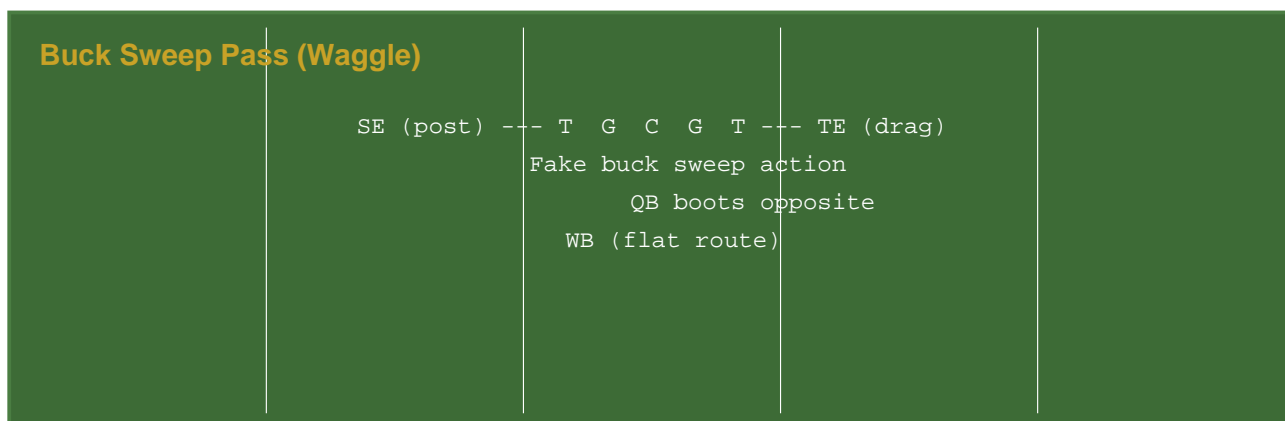 Buck Sweep Pass (Waggle)
SE (post) --- T G C G T --- TE (drag)
Fake buck sweep action
QB boots opposite
WB (flat route)